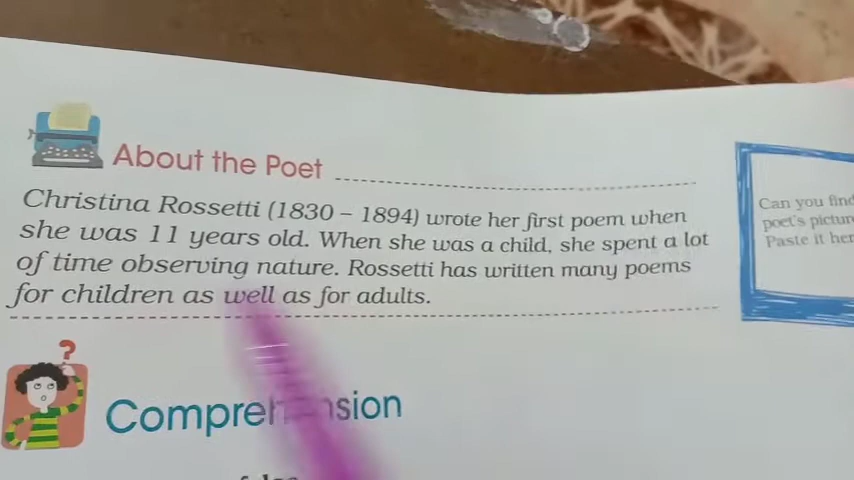 About the Poet
Christina Rossetti (1830 – 1894) wrote her first poem when
she was 11 years old. When she was a child, she spent a lot
of time observing nature. Rossetti has written many poems
for children as well as for adults.
Can you find
poet's
Paste it
Comprehension